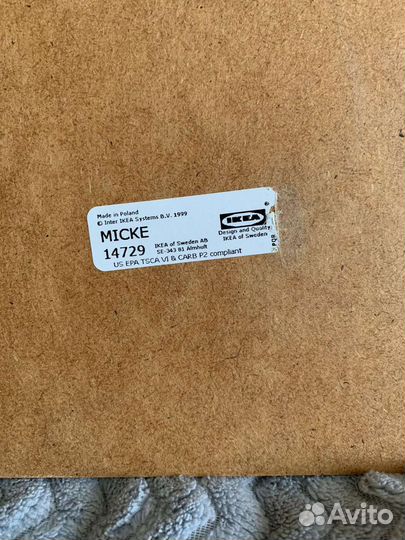 Made in Poland
© Inter IKEA Systems B.V. 1999
MICKE
14729
IKEA of Sweden AB
SE-343 81 Älmhult
US EPA TSCA VI & CARB P2 compliant
IKEA
®
Design and Quality
IKEA of Sweden
Avito